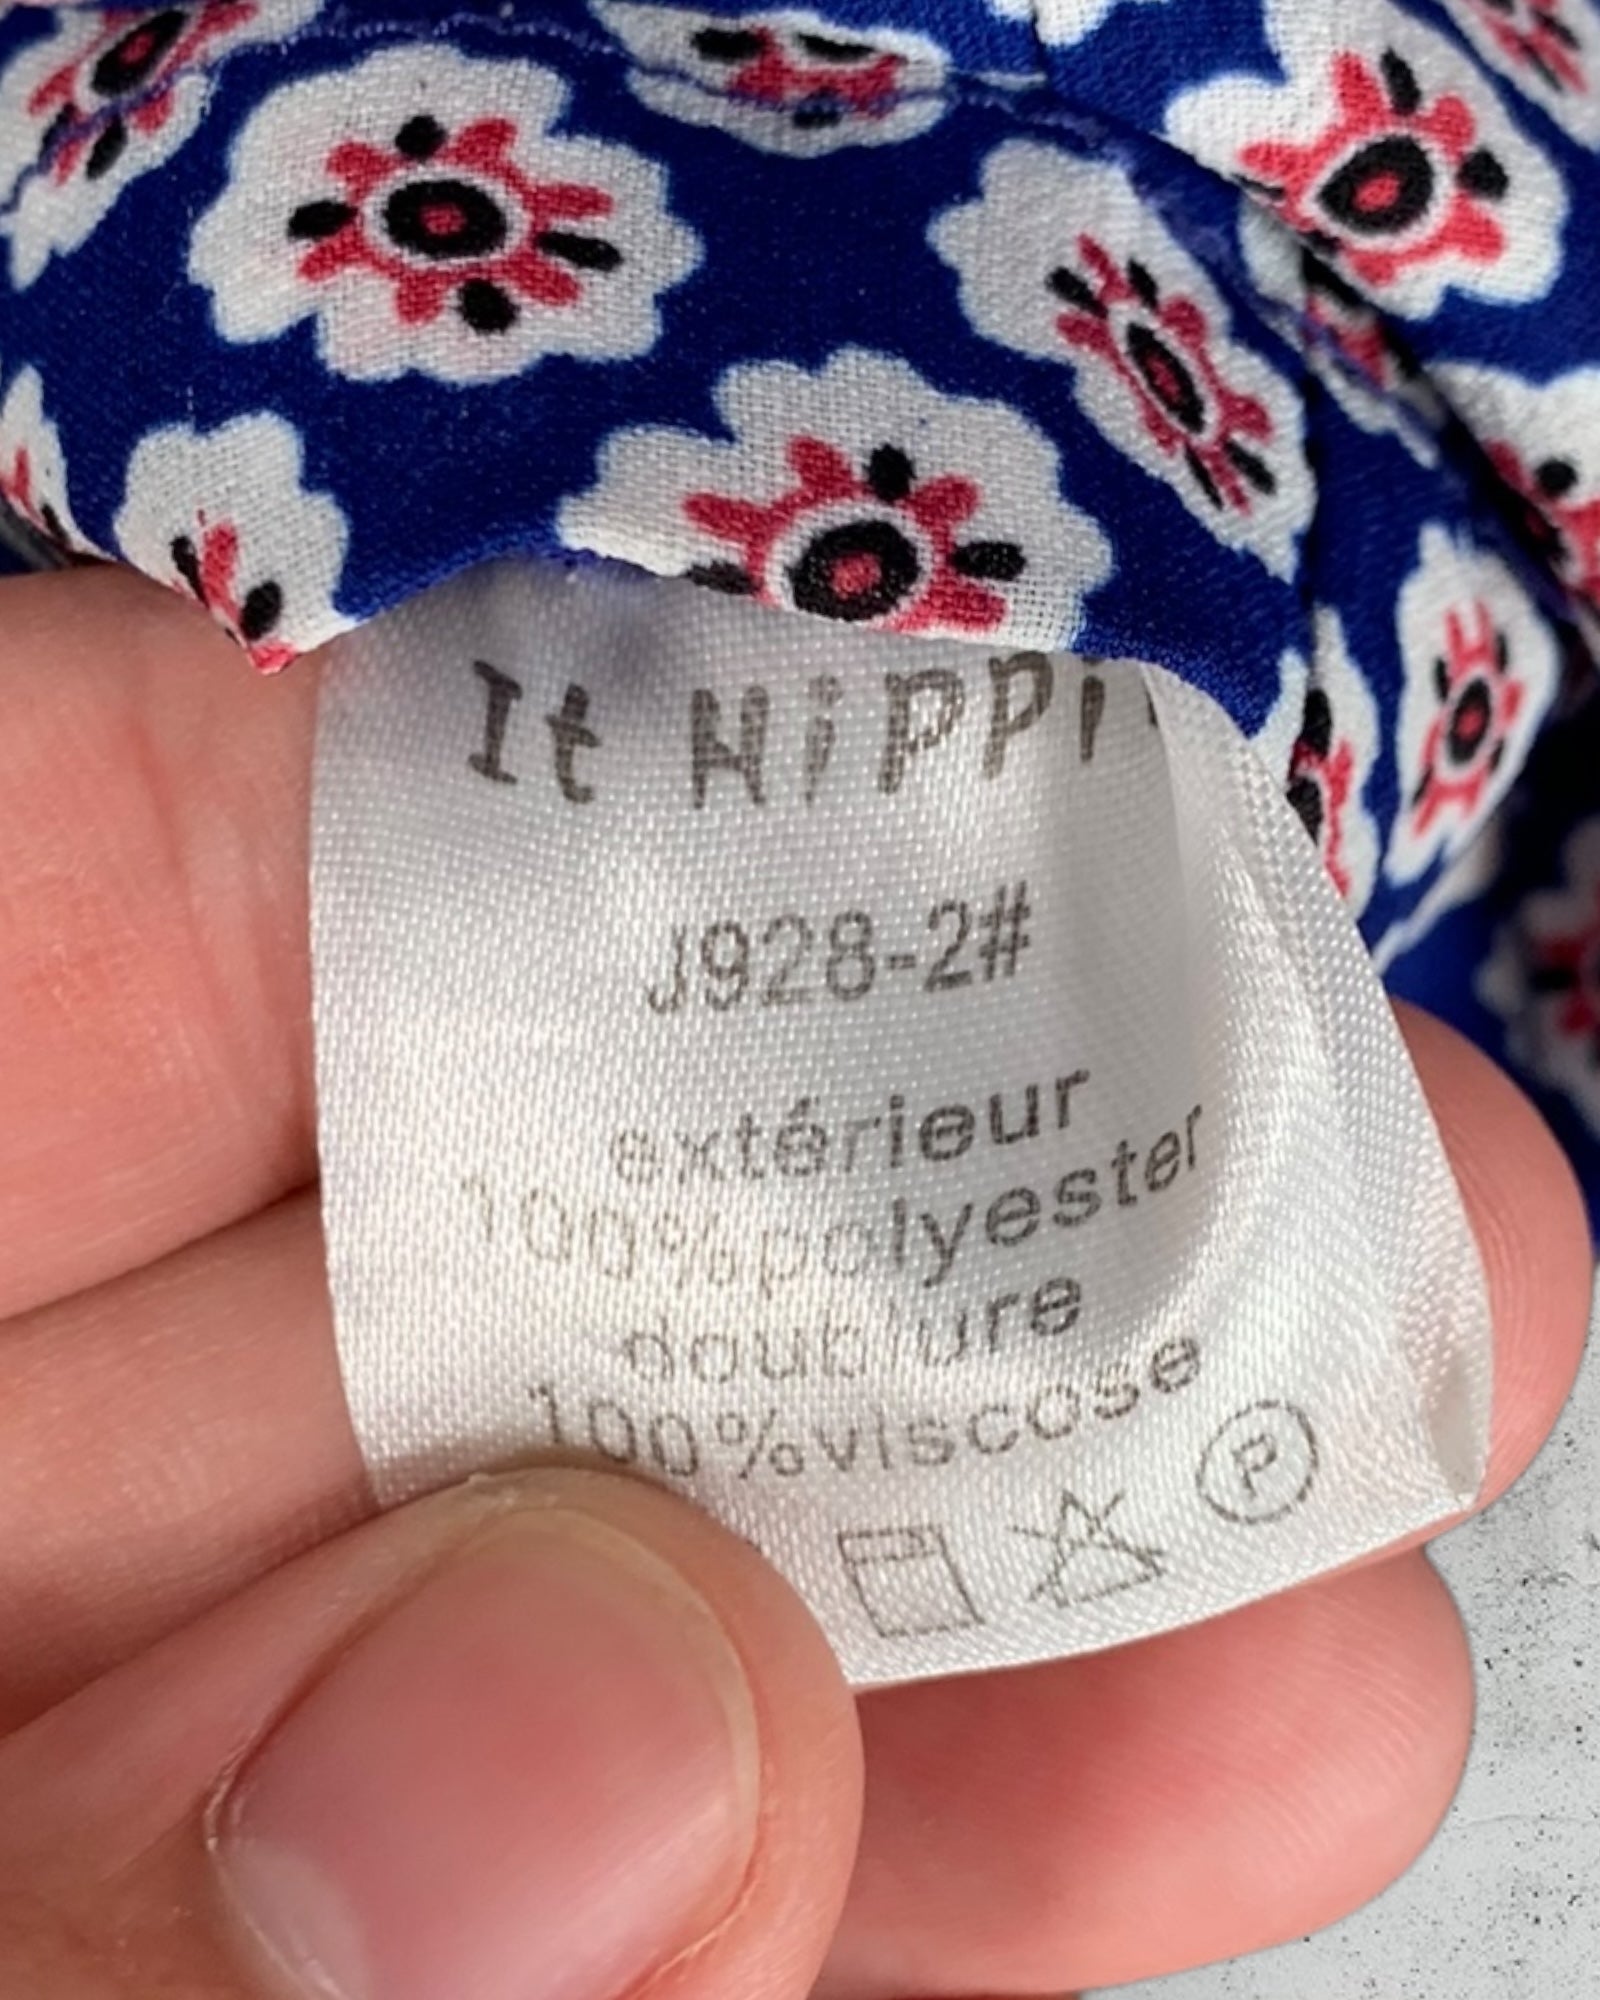 It Hippi
J928-2#
extérieur
100%polyester
doublure
100%viscose
P